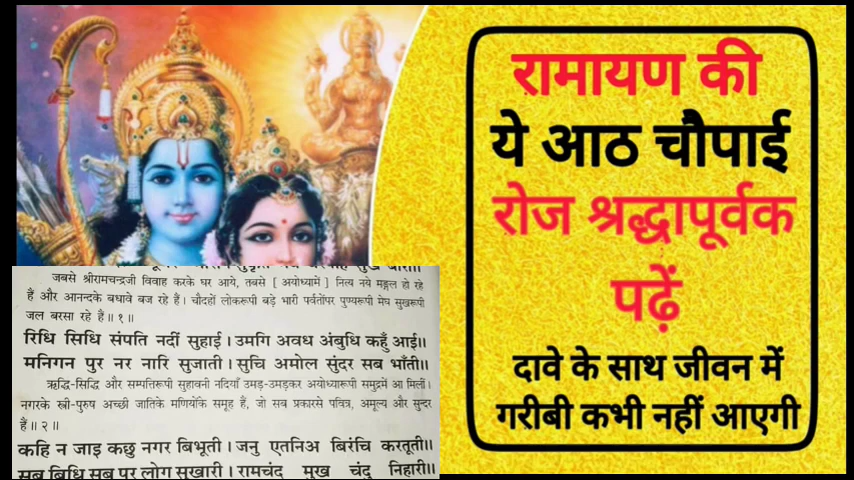 जबसे श्रीरामचन्द्रजी विवाह करके घर आये, तबसे [ अयोध्यामें ] नित्य नये मङ्गल हो रहे
हैं और आनन्दके बधावे बज रहे हैं। चौदहों लोकरूपी बड़े भारी पर्वतोंपर पुण्यरूपी मेघ सुखरूपी
जल बरसा रहे हैं॥१॥
रिधि सिधि संपति नदीं सुहाई। उमगि अवध अंबुधि कहुँ आई॥
मनिगन पुर नर नारि सुजाती। सुचि अमोल सुंदर सब भाँती॥
ऋद्धि-सिद्धि और सम्पत्तिरूपी सुहावनी नदियाँ उमड़-उमड़कर अयोध्यारूपी समुद्रमें आ मिलीं।
नगरके स्त्री-पुरुष अच्छी जातिके मणियोंके समूह हैं, जो सब प्रकारसे पवित्र, अमूल्य और सुन्दर
हैं॥२॥
कहि न जाइ कछु नगर बिभूती। जनु एतनिअ बिरंचि करतूती॥
सब बिधि सब पुर लोग सुखारी। रामचंद मुख चंदु निहारी॥
रामायण की
ये आठ चौपाई
रोज श्रद्धापूर्वक
पढ़ें
दावे के साथ जीवन में
गरीबी कभी नहीं आएगी